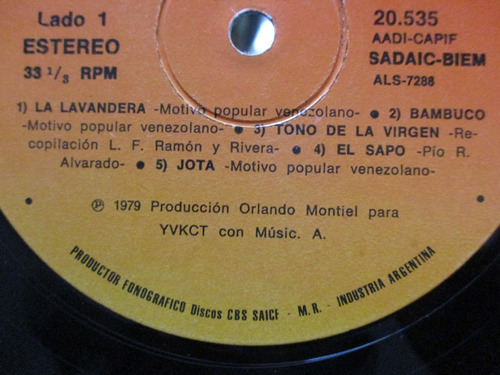 Lado 1
ESTEREO
33 1/3 RPM
20.535
AADI-CAPIF
SADAIC-BIEM
ALS-7288
1) LA LAVANDERA -Motivo popular venezolano- ● 2) BAMBUCO
-Motivo popular venezolano- ● 3) TONO DE LA VIRGEN -Re-
copilación L. F. Ramón y Rivera- ● 4) EL SAPO -Pío R.
Alvarado- ● 5) JOTA -Motivo popular venezolano-
℗ 1979 Producción Orlando Montiel para
YVKCT con Músic. A.
PRODUCTOR FONOGRAFICO Discos CBS SAICF - M.R. - INDUSTRIA ARGENTINA